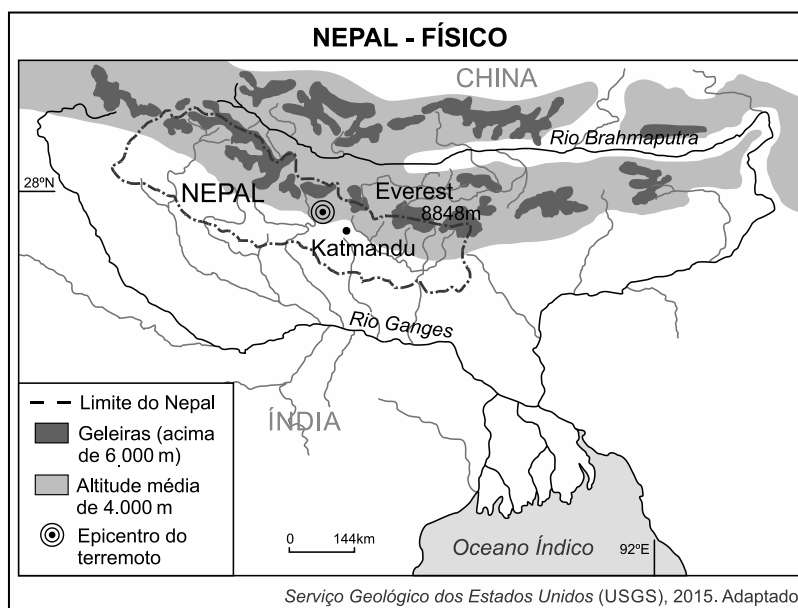 NEPAL - FÍSICO
CHINA
Rio Brahmaputra
28ºN
NEPAL
Everest
8848m
Katmandu
Rio Ganges
ÍNDIA
Limite do Nepal
Geleiras (acima
de 6.000 m)
Altitude média
de 4.000 m
Epicentro do
terremoto
0 144km
Oceano Índico
92ºE
Serviço Geológico dos Estados Unidos (USGS), 2015. Adaptado